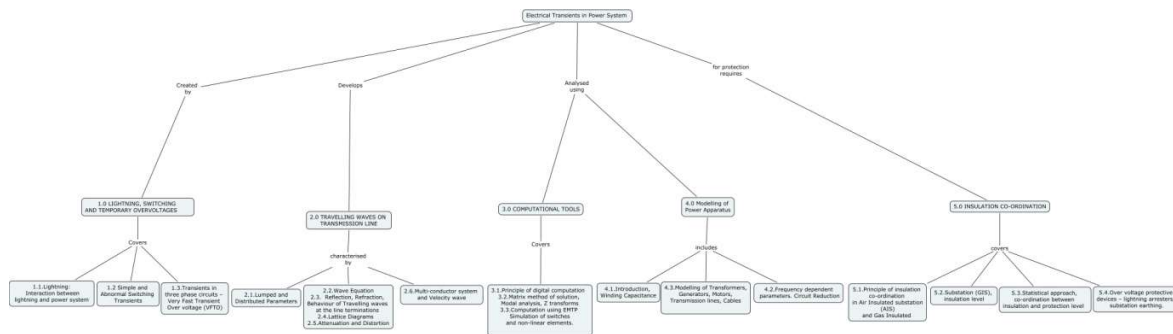 Electrical Transients in Power System
Created
by
Develops
Analysed
using
for protection
requires
1.0 LIGHTNING, SWITCHING
AND TEMPORARY OVERVOLTAGES
2.0 TRAVELLING WAVES ON
TRANSMISSION LINE
3.0 COMPUTATIONAL TOOLS
4.0 Modelling of
Power Apparatus
5.0 INSULATION CO-ORDINATION
Covers
characterised
by
Covers
includes
covers
1.1.Lightning:
Interaction between
lightning and power system
1.2 Simple and
Abnormal Switching
Transients
1.3.Transients in
three phase circuits –
Very Fast Transient
Over voltage (VFTO)
2.1.Lumped and
Distributed Parameters
2.2.Wave Equation
2.3. Reflection, Refraction,
Behaviour of Travelling waves
at the line terminations
2.4.Lattice Diagrams
2.5.Attenuation and Distortion
2.6.Multi-conductor system
and Velocity wave
3.1.Principle of digital computation
3.2.Matrix method of solution,
Modal analysis, Z transforms
3.3.Computation using EMTP
Simulation of switches
and non-linear elements.
4.1.Introduction,
Winding Capacitance
4.3.Modelling of Transformers,
Generators, Motors,
Transmission lines, Cables
4.2.Frequency dependent
parameters. Circuit Reduction
5.1.Principle of insulation
co-ordination
in Air Insulated substation
(AIS)
and Gas Insulated
5.2.Substation (GIS),
insulation level
5.3.Statistical approach,
co-ordination between
insulation and protection level
5.4.Over voltage protective
devices – lightning arresters,
substation earthing.